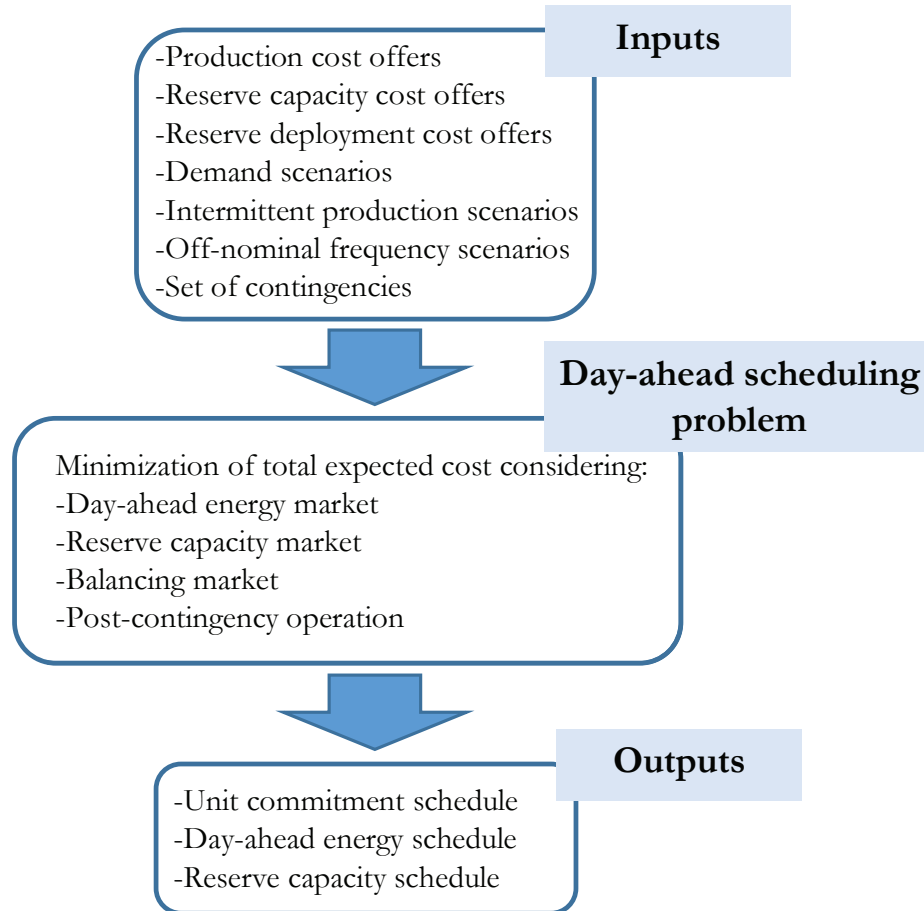 Inputs
-Production cost offers
-Reserve capacity cost offers
-Reserve deployment cost offers
-Demand scenarios
-Intermittent production scenarios
-Off-nominal frequency scenarios
-Set of contingencies
Day-ahead scheduling
problem
Minimization of total expected cost considering:
-Day-ahead energy market
-Reserve capacity market
-Balancing market
-Post-contingency operation
Outputs
-Unit commitment schedule
-Day-ahead energy schedule
-Reserve capacity schedule